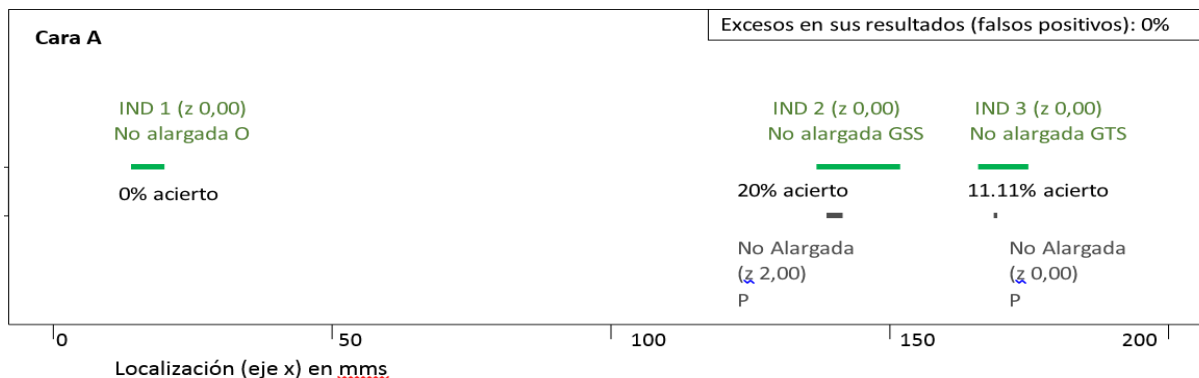 Cara A
Excesos en sus resultados (falsos positivos): 0%
IND 1 (z 0,00)
No alargada O
IND 2 (z 0,00)
No alargada GSS
IND 3 (z 0,00)
No alargada GTS
0% acierto
20% acierto
11.11% acierto
No Alargada
(z 2,00)
P
No Alargada
(z 0,00)
P
0 50 100 150 200
Localización (eje x) en mms